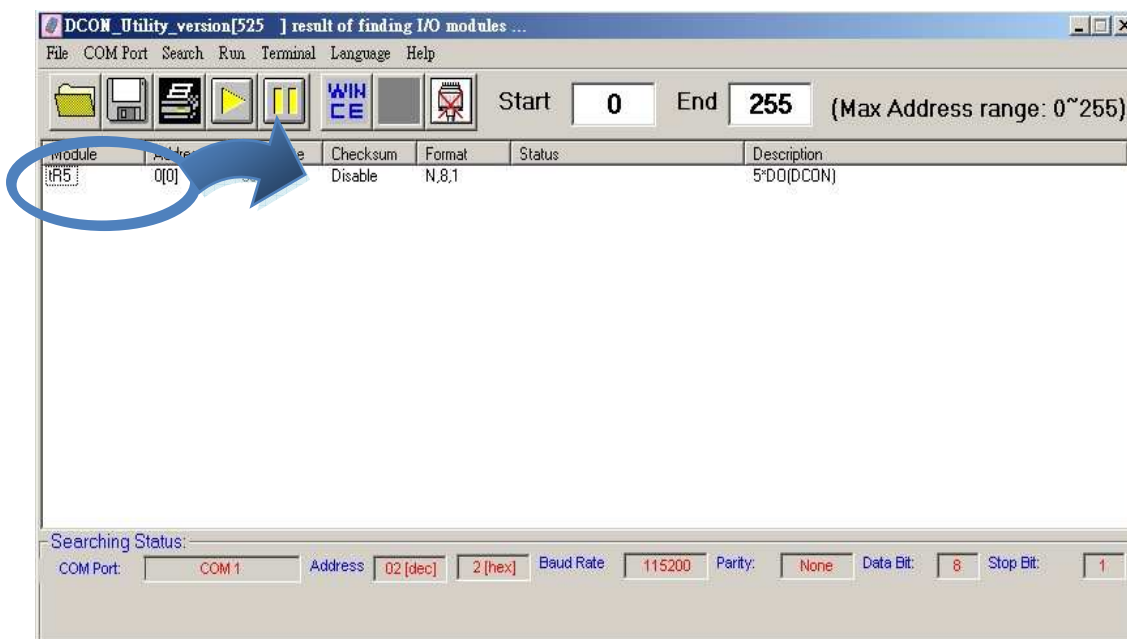 DCON_Utility_version[525 ] result of finding I/O modules ...
File COM Port Search Run Terminal Language Help
WIN CE Start 0 End 255 (Max Address range: 0~255)
Module Checksum Format Status Description
tR5 0[0] Disable N,8,1 5*DO(DCON)
Searching Status:
COM Port: COM 1 Address 02 [dec] 2 [hex] Baud Rate 115200 Parity: None Data Bit: 8 Stop Bit: 1